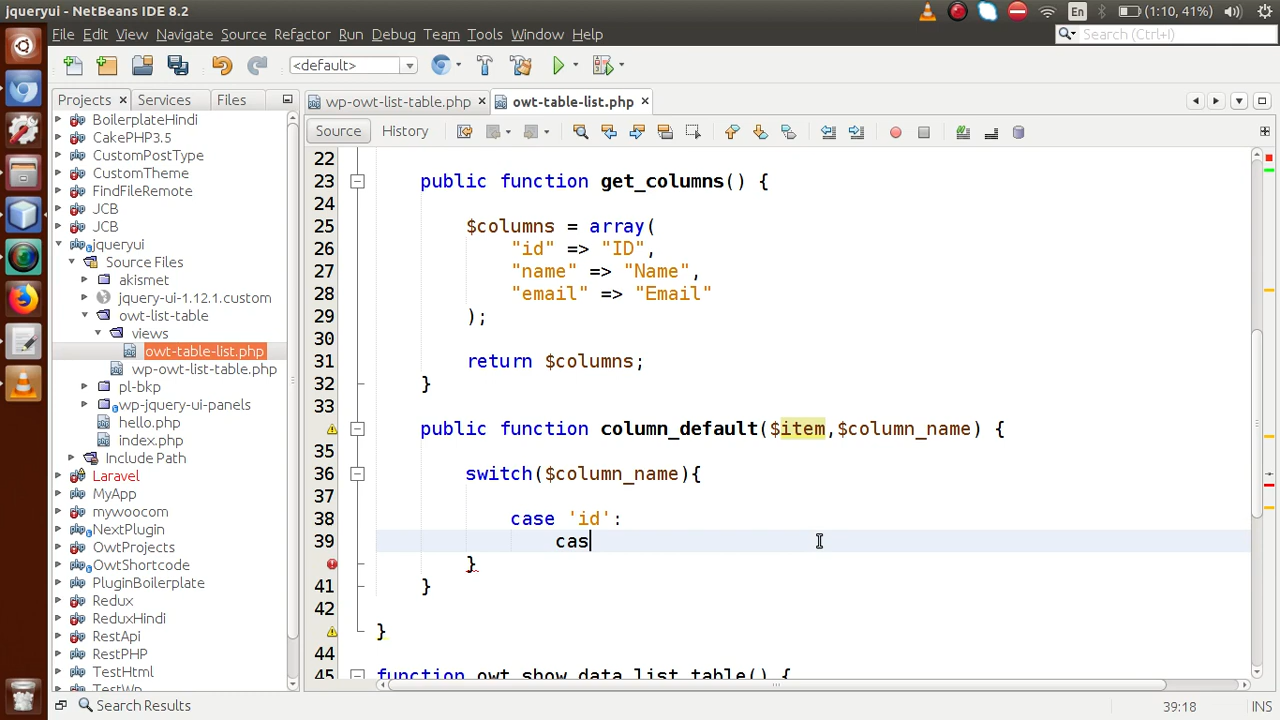 jqueryui - NetBeans IDE 8.2
En
(1:10, 41%)
File Edit View Navigate Source Refactor Run Debug Team Tools Window Help
Search (Ctrl+I)
<default>
Projects Services Files
wp-owt-list-table.php owt-table-list.php
Source History
BoilerplateHindi
CakePHP3.5
CustomPostType
CustomTheme
FindFileRemote
JCB
JCB
jqueryui
Source Files
akismet
jquery-ui-1.12.1.custom
owt-list-table
views
owt-table-list.php
wp-owt-list-table.php
pl-bkp
wp-jquery-ui-panels
hello.php
index.php
Include Path
Laravel
MyApp
mywoocom
NextPlugin
OwtProjects
OwtShortcode
PluginBoilerplate
Redux
ReduxHindi
RestApi
RestPHP
TestHtml
TestWp
22
23 public function get_columns() {
24
25 $columns = array(
26 "id" => "ID",
27 "name" => "Name",
28 "email" => "Email"
29 );
30
31 return $columns;
32 }
33
public function column_default($item,$column_name) {
35
36 switch($column_name){
37
38 case 'id':
39 cas
}
41 }
42
}
44
45 function owt_show_data_list_table() {
Search Results
39:18 INS